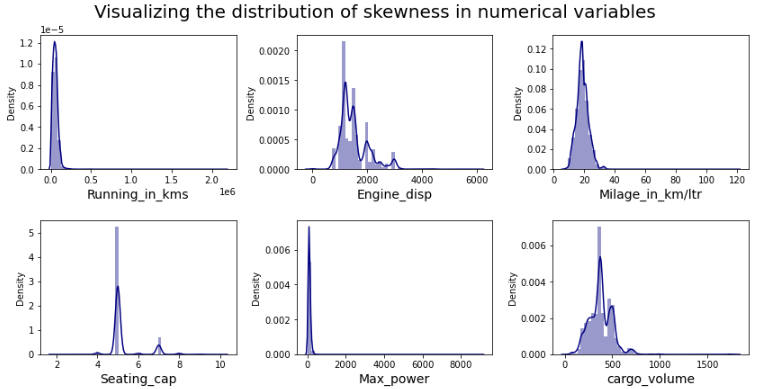 Visualizing the distribution of skewness in numerical variables
1e−5
1.2
1.0
0.8
0.6
0.4
0.2
0.0
Density
0.0 0.5 1.0 1.5 2.0
1e6
Running_in_kms
0.0020
0.0015
0.0010
0.0005
0.0000
Density
0 2000 4000 6000
Engine_disp
0.12
0.10
0.08
0.06
0.04
0.02
0.00
Density
0 20 40 60 80 100 120
Milage_in_km/ltr
5
4
3
2
1
0
Density
2 4 6 8 10
Seating_cap
0.006
0.004
0.002
0.000
Density
0 2000 4000 6000 8000
Max_power
0.006
0.004
0.002
0.000
Density
0 500 1000 1500
cargo_volume